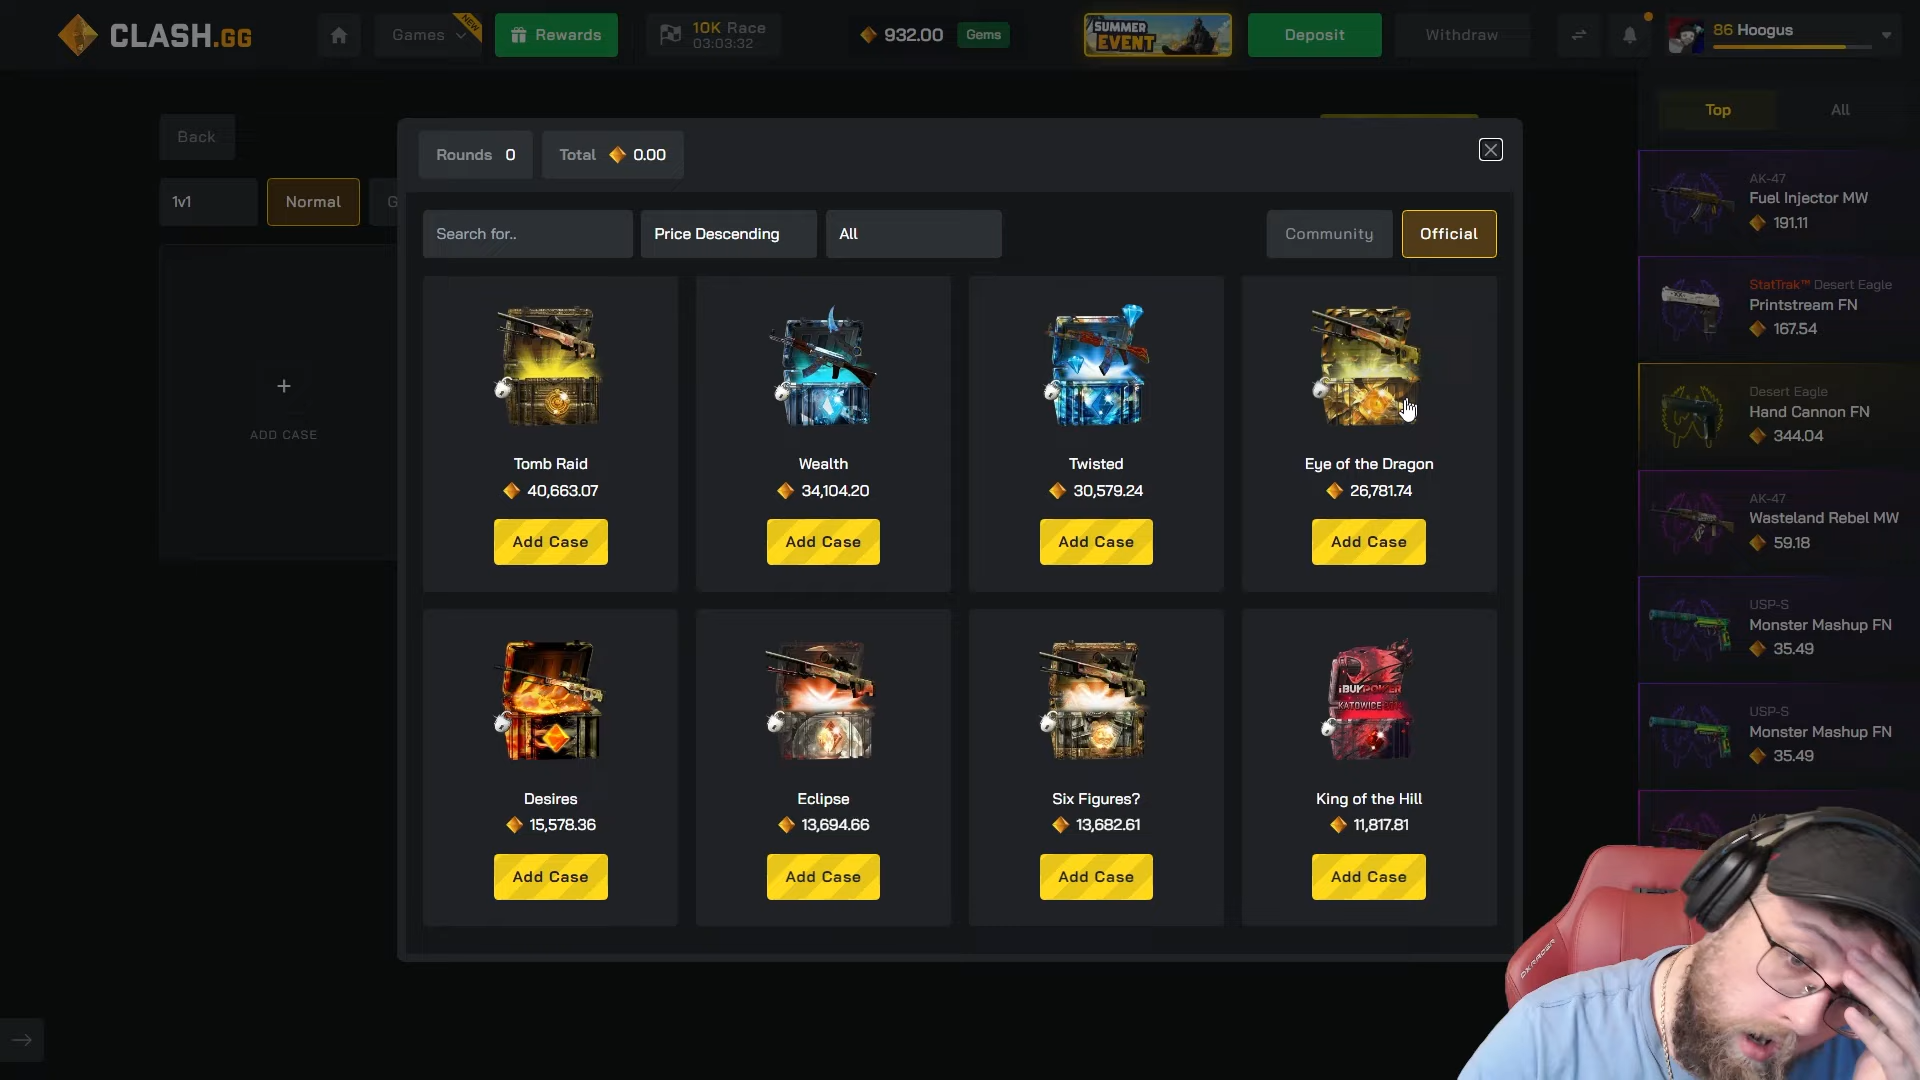 CLASH.GG
Games
NEW
Rewards
10K Race
03:03:32
932.00
Gems
SUMMER
EVENT
Deposit
Withdraw
86 Hoogus
Back
Rounds 0
Total 0.00
Top
All
1v1
Normal
G
Search for..
Price Descending
All
Community
Official
ADD CASE
Tomb Raid
40,663.07
Add Case
Wealth
34,104.20
Add Case
Twisted
30,579.24
Add Case
Eye of the Dragon
26,781.74
Add Case
iBUYPOWER
KATOWICE
Desires
15,578.36
Add Case
Eclipse
13,694.66
Add Case
Six Figures?
13,682.61
Add Case
King of the Hill
11,817.81
Add Case
AK-47
Fuel Injector MW
191.11
StatTrak™ Desert Eagle
Printstream FN
167.54
Desert Eagle
Hand Cannon FN
344.04
AK-47
Wasteland Rebel MW
59.18
USP-S
Monster Mashup FN
35.49
USP-S
Monster Mashup FN
35.49
AK
DXRACER